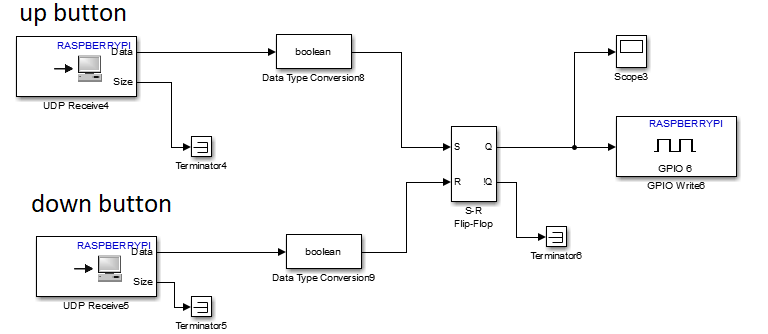 up button
RASPBERRYPI
Data
Size
UDP Receive4
boolean
Data Type Conversion8
Terminator4
Scope3
RASPBERRYPI
GPIO 6
GPIO Write6
S
Q
R
!Q
S-R
Flip-Flop
Terminator6
down button
RASPBERRYPI
Data
Size
UDP Receive5
boolean
Data Type Conversion9
Terminator5